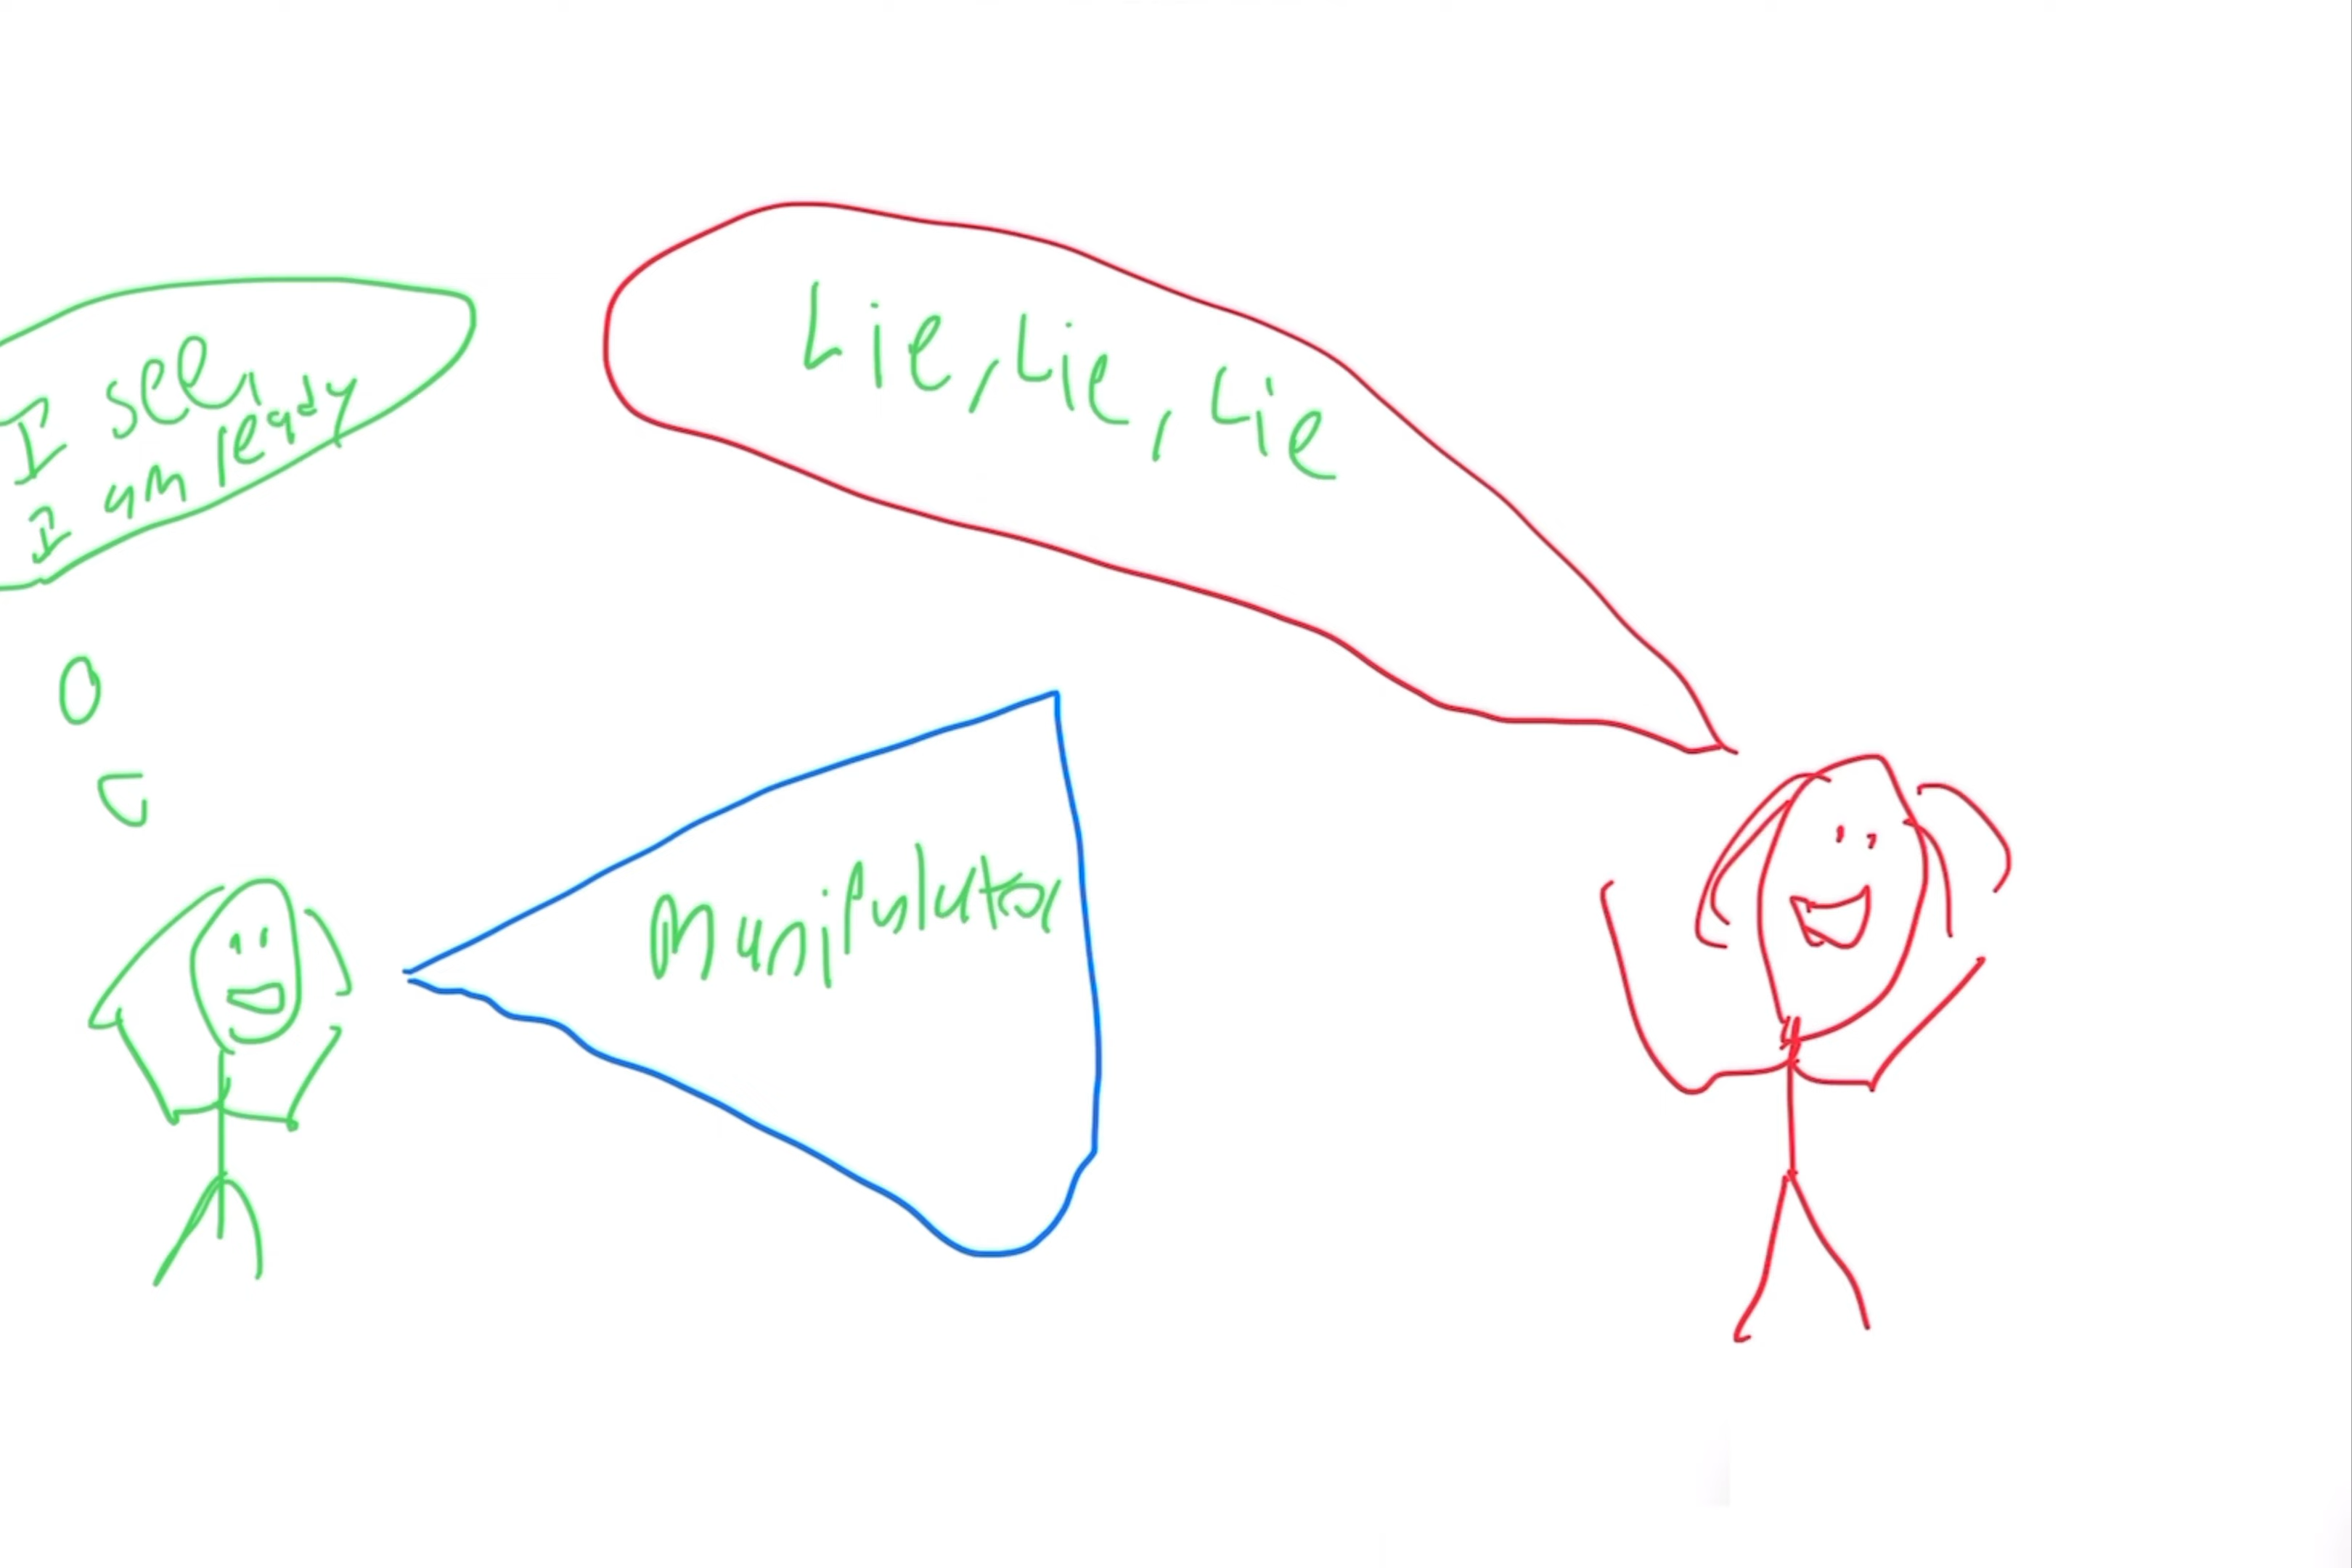 I see,
I am ready
Lie, Lie, Lie
Manipulator